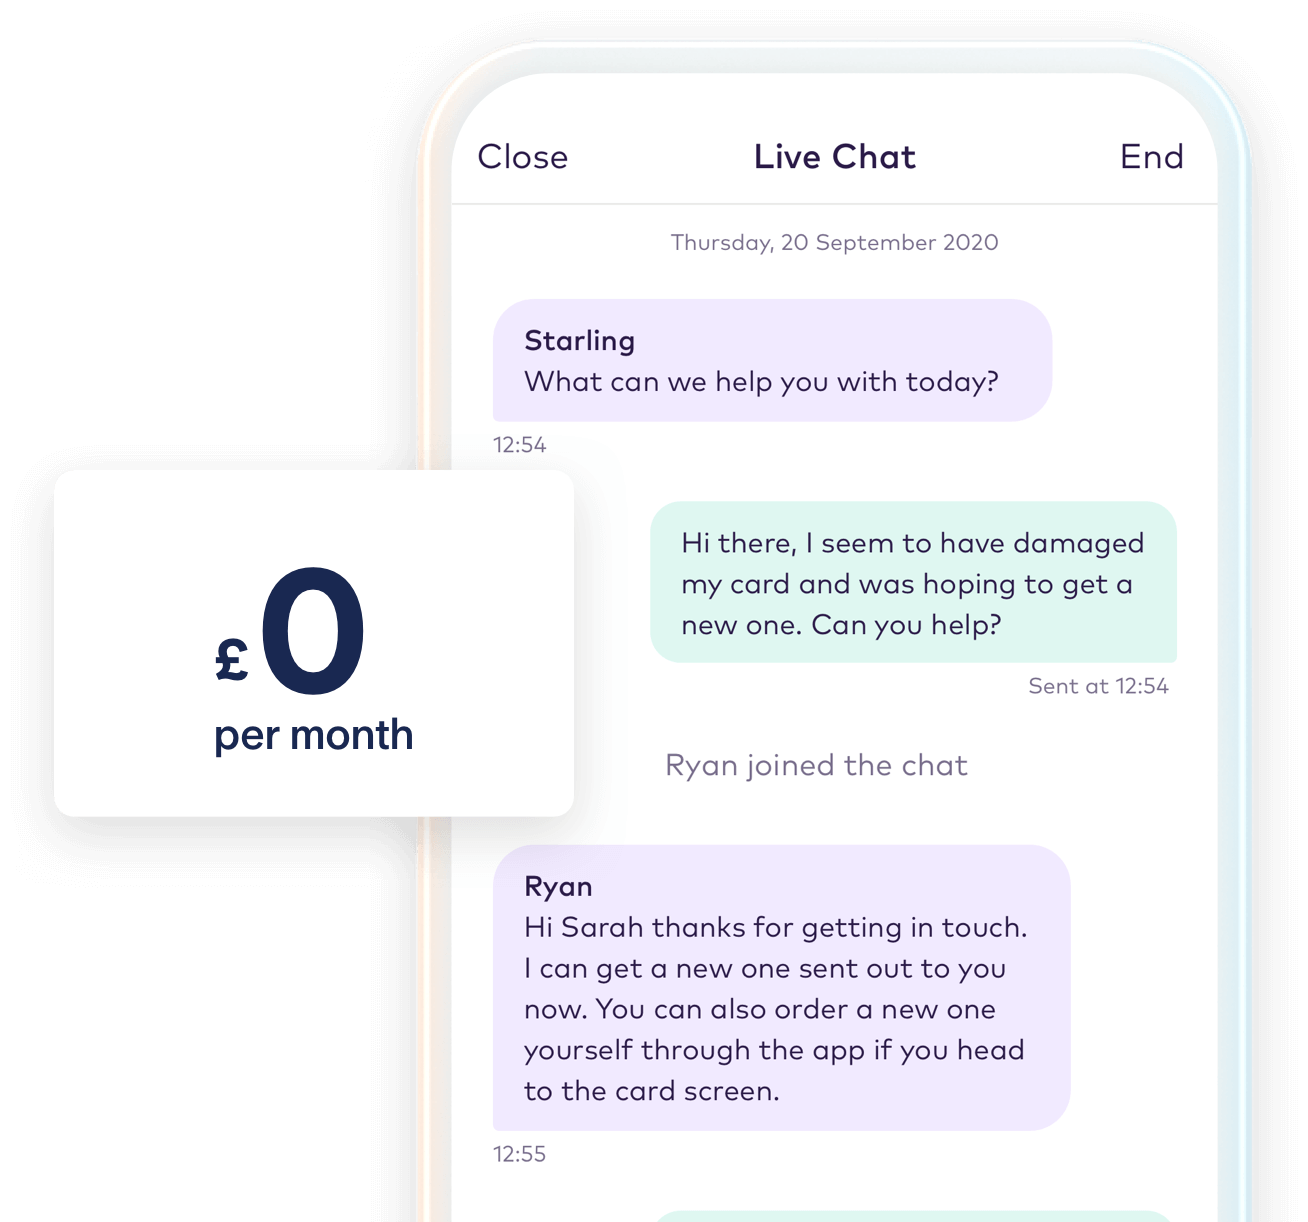 Close Live Chat End
Thursday, 20 September 2020
Starling
What can we help you with today?
12:54
Hi there, I seem to have damaged
my card and was hoping to get a
new one. Can you help?
Sent at 12:54
£0
per month
Ryan joined the chat
Ryan
Hi Sarah thanks for getting in touch.
I can get a new one sent out to you
now. You can also order a new one
yourself through the app if you head
to the card screen.
12:55